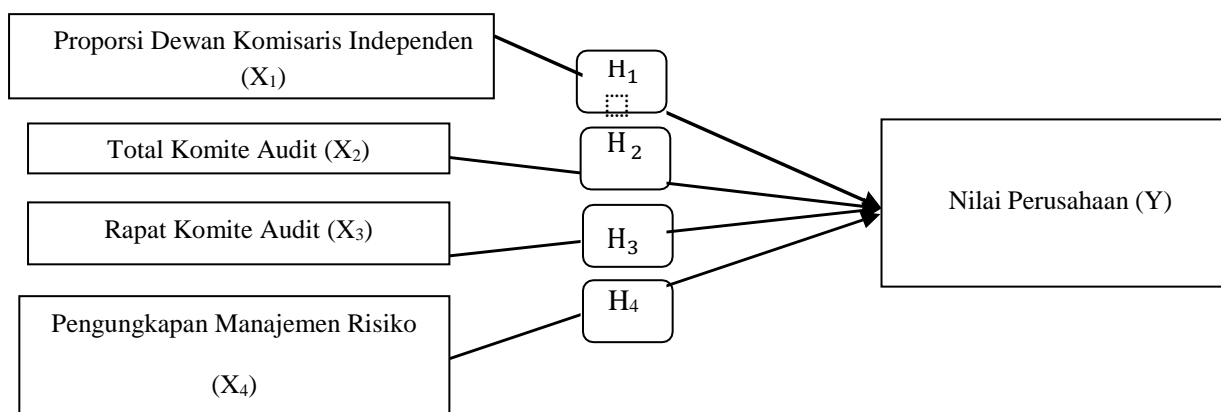 Proporsi Dewan Komisaris Independen
(X₁)
H₁
Total Komite Audit (X₂)
H₂
Nilai Perusahaan (Y)
Rapat Komite Audit (X₃)
H₃
H₄
Pengungkapan Manajemen Risiko
(X₄)